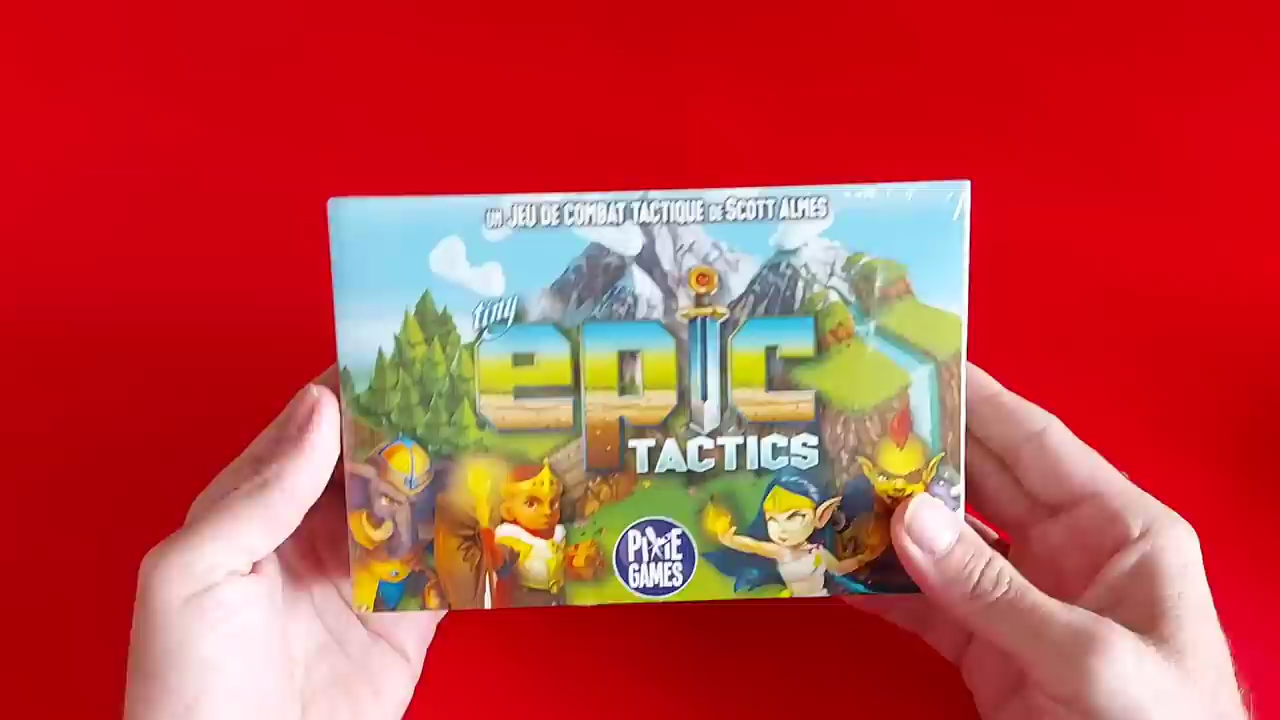 UN JEU DE COMBAT TACTIQUE DE SCOTT ALMES
tiny
epic
TACTICS
PIXIE
GAMES